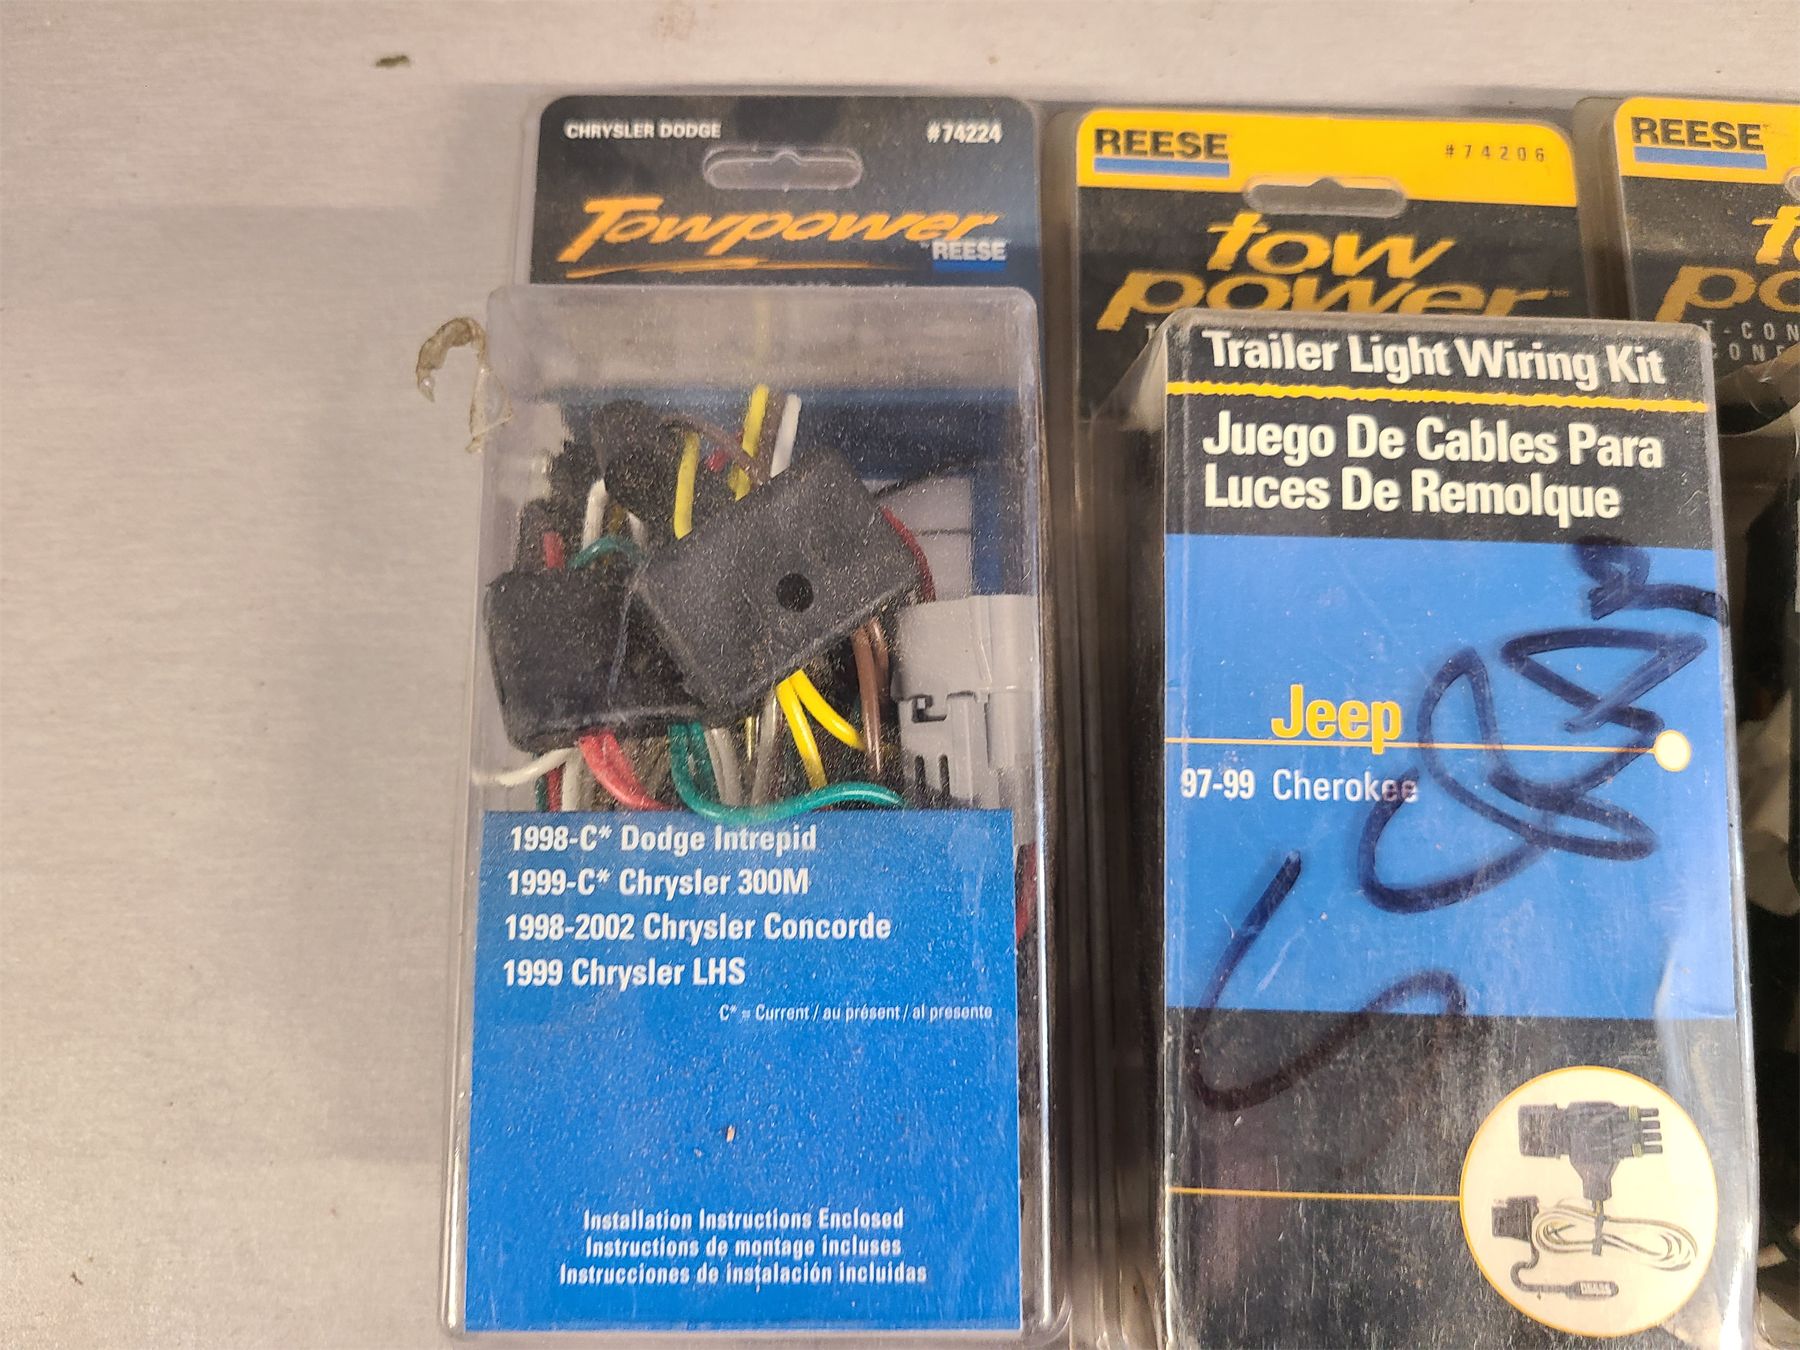 CHRYSLER DODGE
#74224
Towpower
by REESE
1998-C* Dodge Intrepid
1999-C* Chrysler 300M
1998-2002 Chrysler Concorde
1999 Chrysler LHS
C* = Current / au présent / al presente
Installation Instructions Enclosed
Instructions de montage incluses
Instrucciones de instalación incluidas
REESE
#74206
tow
power
Trailer Light Wiring Kit
Juego De Cables Para
Luces De Remolque
Jeep
97-99 Cherokee
REESE